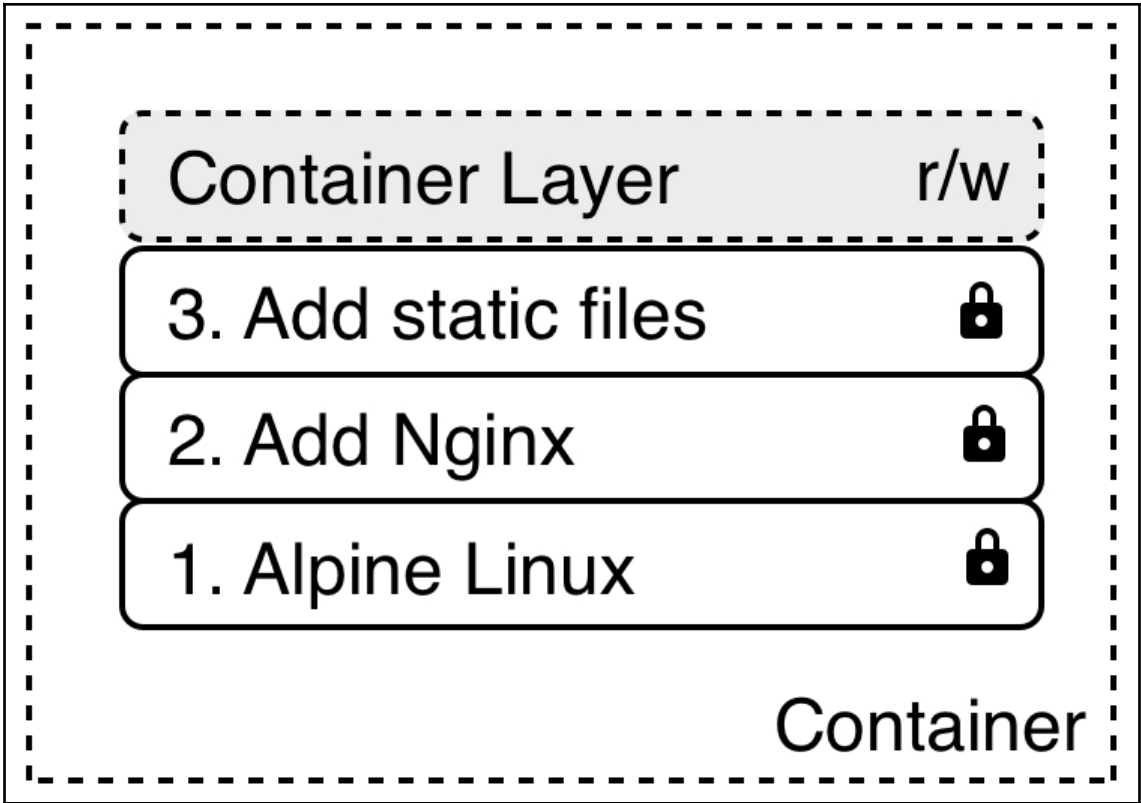 Container Layer r/w
3. Add static files
2. Add Nginx
1. Alpine Linux
Container